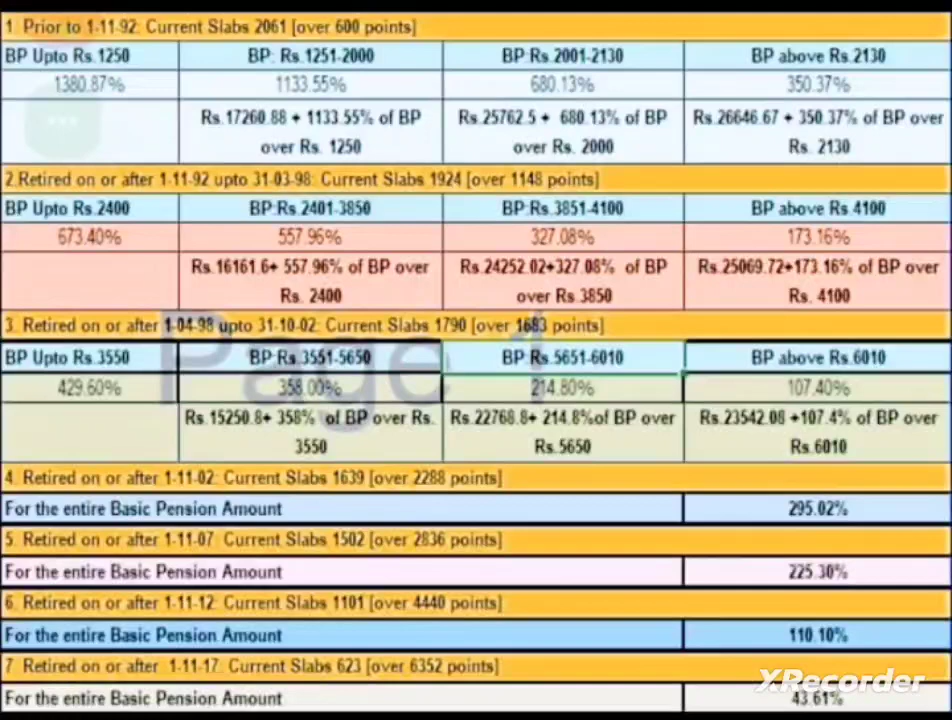 1. Prior to 1-11-92: Current Slabs 2061 [over 600 points]
BP Upto Rs.1250 BP: Rs.1251-2000 BP:Rs.2001-2130 BP above Rs.2130
1380.87% 1133.55% 680.13% 350.37%
Rs.17260.88 + 1133.55% of BP over Rs. 1250 Rs.25762.5 + 680.13% of BP over Rs. 2000 Rs.26646.67 + 350.37% of BP over Rs. 2130
2.Retired on or after 1-11-92 upto 31-03-98: Current Slabs 1924 [over 1148 points]
BP Upto Rs.2400 BP:Rs.2401-3850 BP:Rs.3851-4100 BP above Rs.4100
673.40% 557.96% 327.08% 173.16%
Rs.16161.6+ 557.96% of BP over Rs. 2400 Rs.24252.02+327.08% of BP over Rs.3850 Rs.25069.72+173.16% of BP over Rs. 4100
3. Retired on or after 1-04-98 upto 31-10-02: Current Slabs 1790 [over 1683 points]
BP Upto Rs.3550 BP:Rs.3551-5650 BP:Rs.5651-6010 BP above Rs.6010
429.60% 358.00% 214.80% 107.40%
Rs.15250.8+ 358% of BP over Rs. 3550 Rs.22768.8+ 214.8%of BP over Rs.5650 Rs.23542.08 +107.4% of BP over Rs.6010
Page 1
4. Retired on or after 1-11-02: Current Slabs 1639 [over 2288 points]
For the entire Basic Pension Amount 295.02%
5. Retired on or after 1-11-07: Current Slabs 1502 [over 2836 points]
For the entire Basic Pension Amount 225.30%
6. Retired on or after 1-11-12: Current Slabs 1101 [over 4440 points]
For the entire Basic Pension Amount 110.10%
7 Retired on or after 1-11-17: Current Slabs 623 [over 6352 points]
For the entire Basic Pension Amount 43.61%
XRecorder